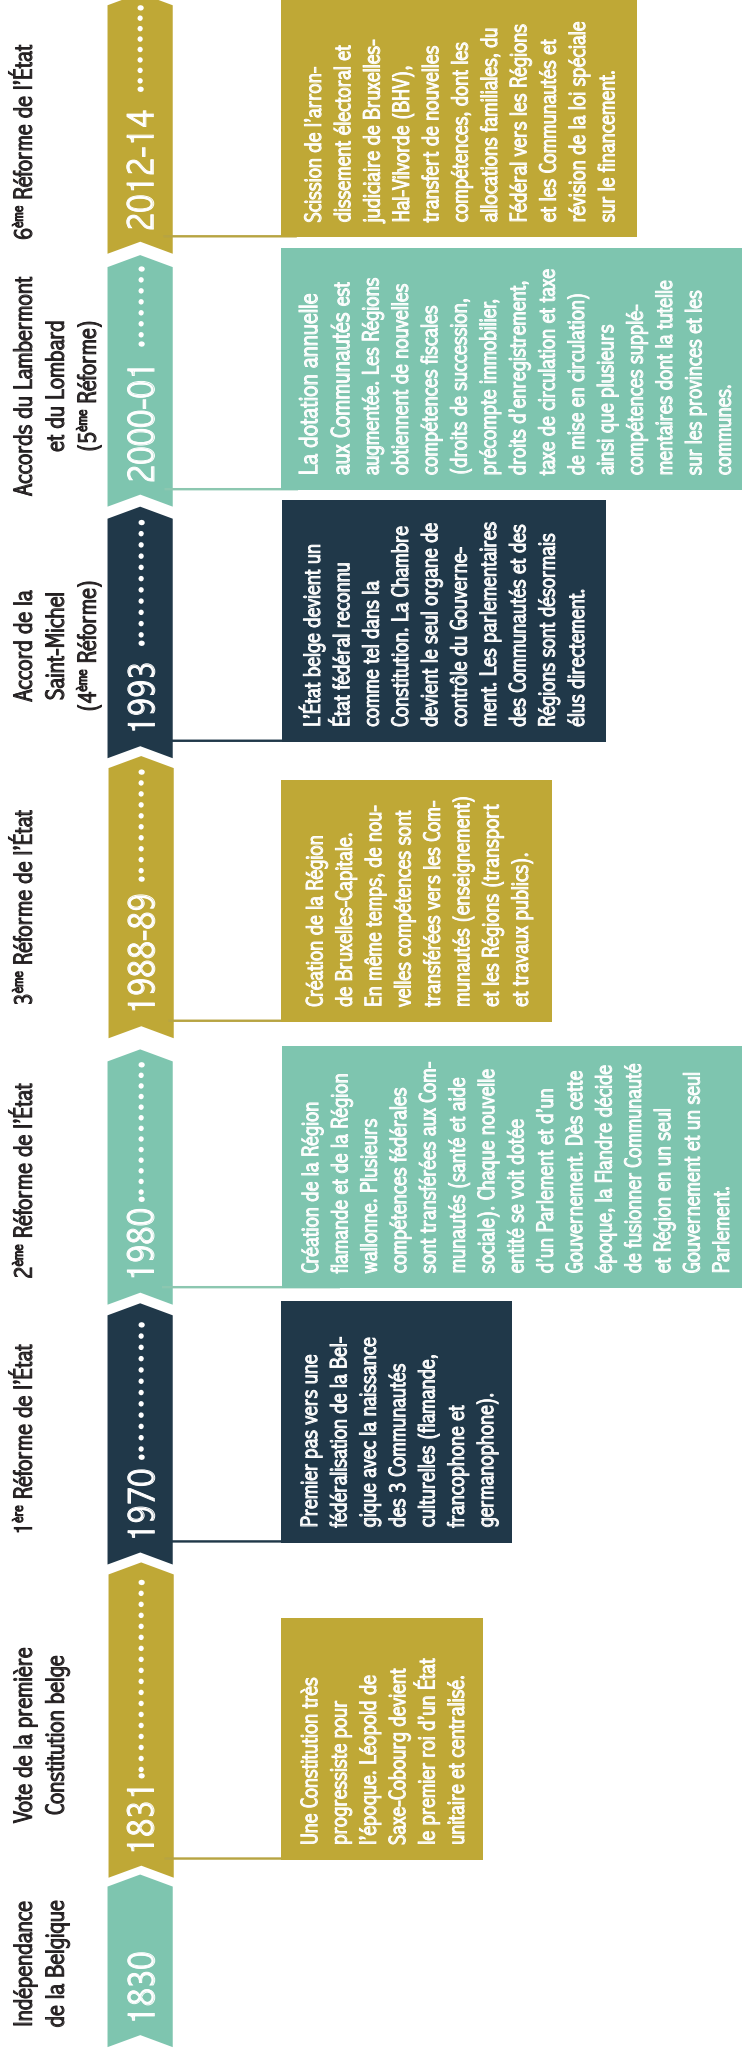 Indépendance
de la Belgique
1830
Vote de la première
Constitution belge
1831
Une Constitution très
progressiste pour
l'époque. Léopold de
Saxe-Cobourg devient
le premier roi d'un État
unitaire et centralisé.
1ère Réforme de l'État
1970
Premier pas vers une
fédéralisation de la Bel-
gique avec la naissance
des 3 Communautés
culturelles (flamande,
francophone et
germanophone).
2ème Réforme de l'État
1980
Création de la Région
flamande et de la Région
wallonne. Plusieurs
compétences fédérales
sont transférées aux Com-
munautés (santé et aide
sociale). Chaque nouvelle
entité se voit dotée
d'un Parlement et d'un
Gouvernement. Dès cette
époque, la Flandre décide
de fusionner Communauté
et Région en un seul
Gouvernement et un seul
Parlement.
3ème Réforme de l'État
1988-89
Création de la Région
de Bruxelles-Capitale.
En même temps, de nou-
velles compétences sont
transférées vers les Com-
munautés (enseignement)
et les Régions (transport
et travaux publics).
Accord de la
Saint-Michel
(4ème Réforme)
1993
L'État belge devient un
État fédéral reconnu
comme tel dans la
Constitution. La Chambre
devient le seul organe de
contrôle du Gouverne-
ment. Les parlementaires
des Communautés et des
Régions sont désormais
élus directement.
Accords du Lambermont
et du Lombard
(5ème Réforme)
2000-01
La dotation annuelle
aux Communautés est
augmentée. Les Régions
obtiennent de nouvelles
compétences fiscales
(droits de succession,
précompte immobilier,
droits d'enregistrement,
taxe de circulation et taxe
de mise en circulation)
ainsi que plusieurs
compétences supplé-
mentaires dont la tutelle
sur les provinces et les
communes.
6ème Réforme de l'État
2012-14
Scission de l'arron-
dissement électoral et
judiciaire de Bruxelles-
Hal-Vilvorde (BHV),
transfert de nouvelles
compétences, dont les
allocations familiales, du
Fédéral vers les Régions
et les Communautés et
révision de la loi spéciale
sur le financement.